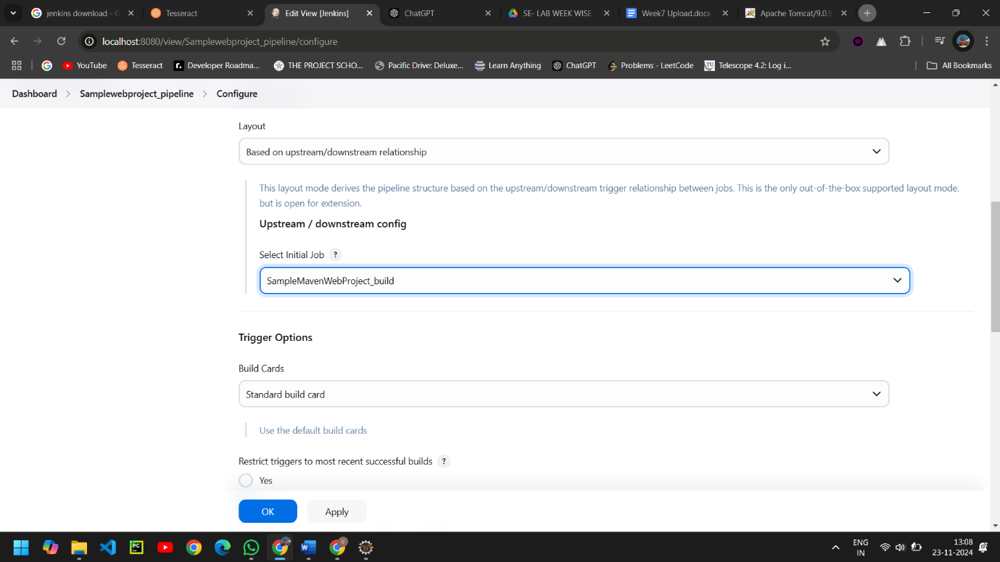 jenkins download - G
Tesseract
Edit View [Jenkins]
ChatGPT
SE- LAB WEEK WISE
Week7 Upload.docx
Apache Tomcat/9.0.9
localhost:8080/view/Samplewebproject_pipeline/configure
YouTube
Tesseract
Developer Roadma...
THE PROJECT SCHO...
Pacific Drive: Deluxe...
Learn Anything
ChatGPT
Problems - LeetCode
Telescope 4.2: Log i...
All Bookmarks
Dashboard > Samplewebproject_pipeline > Configure
Layout
Based on upstream/downstream relationship
This layout mode derives the pipeline structure based on the upstream/downstream trigger relationship between jobs. This is the only out-of-the-box supported layout mode,
but is open for extension.
Upstream / downstream config
Select Initial Job ?
SampleMavenWebProject_build
Trigger Options
Build Cards
Standard build card
Use the default build cards
Restrict triggers to most recent successful builds ?
Yes
OK
Apply
ENG
IN
13:08
23-11-2024